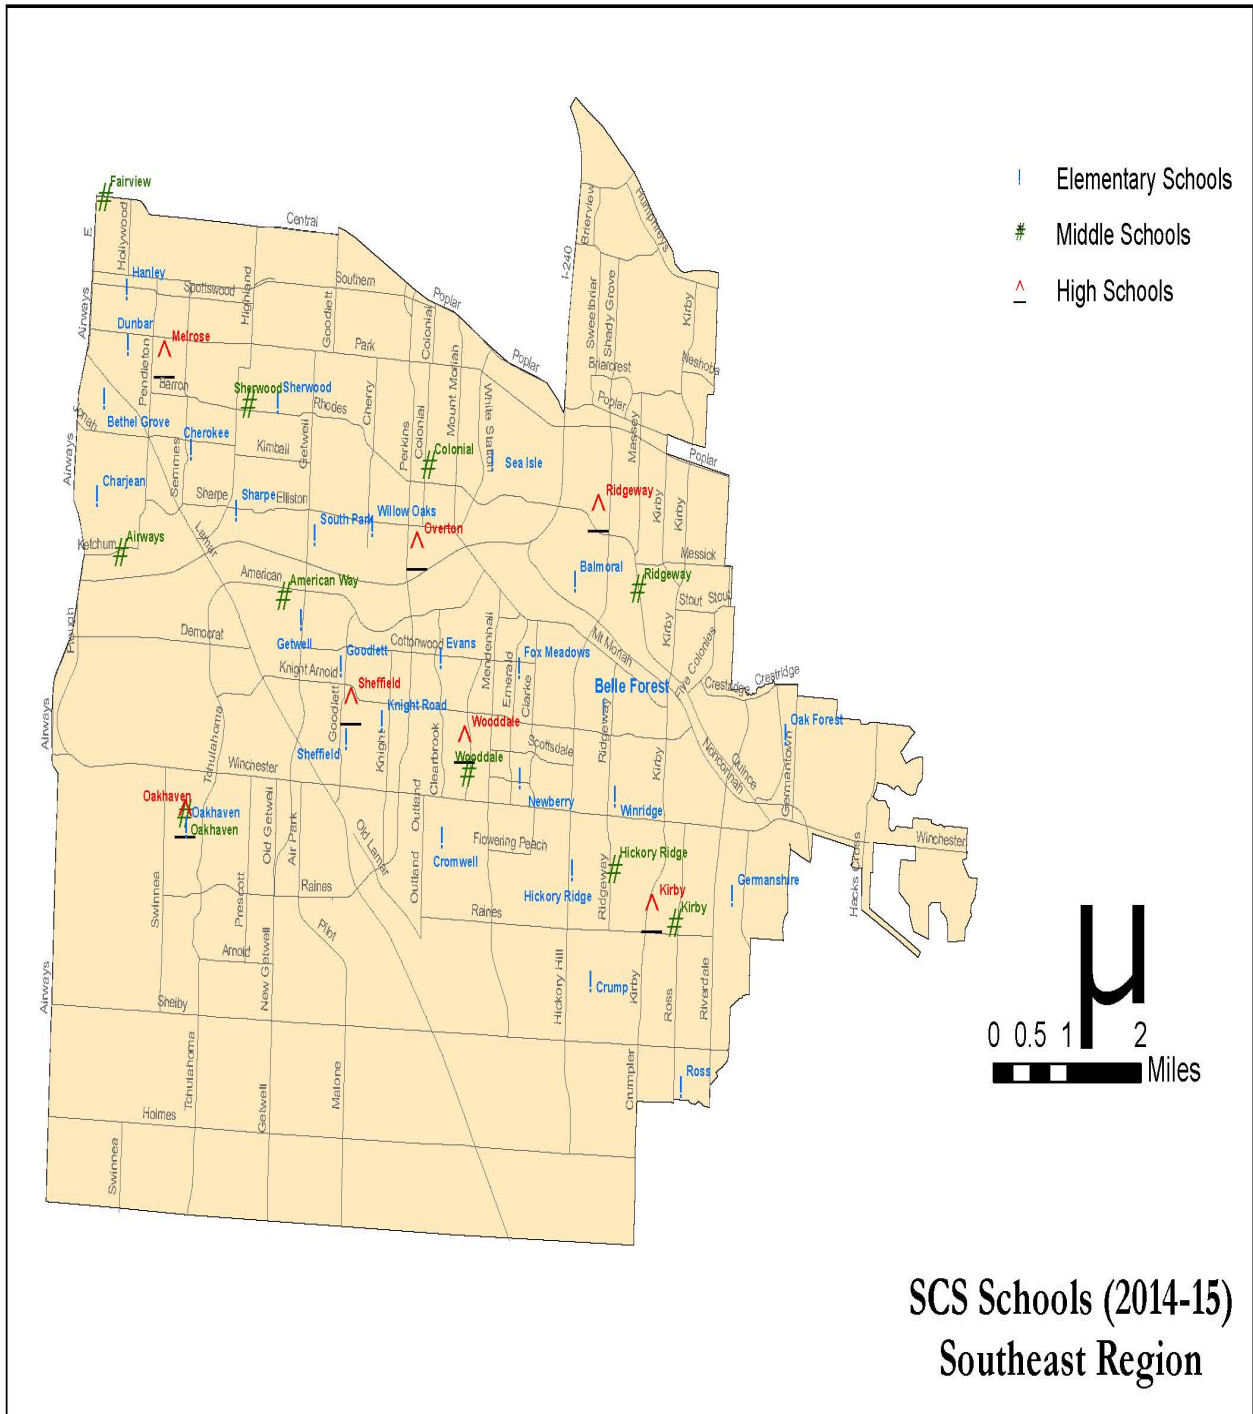 Fairview
Central
E
Hollywood
Brierview
Humphreys
I-240
Hanley
Spottswood
Highland
Southern
Goodlett
Poplar
Airways
Dunbar
Melrose
Park
Colonial
Mount Moriah
Poplar
Sweetbriar
Shady Grove
Kirby
Neshoba
Briarcrest
Poplar
Pendleton
Barron
Sherwood
Sherwood
Rhodes
Cherry
White Station
Massey
Bethel Grove
Cherokee
Kimball
Getwell
Perkins
Colonial
Colonial
Sea Isle
Poplar
Airways
Semmes
Charjean
Sharpe
Sharpe
Elliston
South Park
Willow Oaks
Overton
Ridgeway
Kirby
Kirby
Ketchum
Airways
Lamar
American
American Way
Balmoral
Ridgeway
Messick
Stout
Stout
Plough
Democrat
Getwell
Goodlett
Cottonwood
Evans
Mendenhall
Emerald
Clarke
Fox Meadows
Mt Moriah
Kirby
Five Colonies
Crestridge
Crestridge
Knight Arnold
Sheffield
Goodlett
Knight Road
Belle Forest
Oak Forest
Airways
Tchulahoma
Sheffield
Knight
Clearbrook
Wooddale
Wooddale
Scottsdale
Ridgeway
Kirby
Nonconnah
Quince
Germantown
Winchester
Oakhaven
Oakhaven
Oakhaven
Old Getwell
Air Park
Old Lamar
Outland
Newberry
Winridge
Winchester
Cromwell
Flowering Peach
Outland
Hickory Ridge
Hickory Ridge
Ridgeway
Kirby
Kirby
Germanshire
Hacks Cross
Swinnea
Prescott
Raines
Raines
Pilot
Arnold
New Getwell
Hickory Hill
Crump
Kirby
Ross
Riverdale
Airways
Shelby
Tchulahoma
Getwell
Malone
Crumpler
Ross
Holmes
Swinnea
! Elementary Schools
# Middle Schools
^ High Schools
µ
0 0.5 1 2
Miles
SCS Schools (2014-15)
Southeast Region